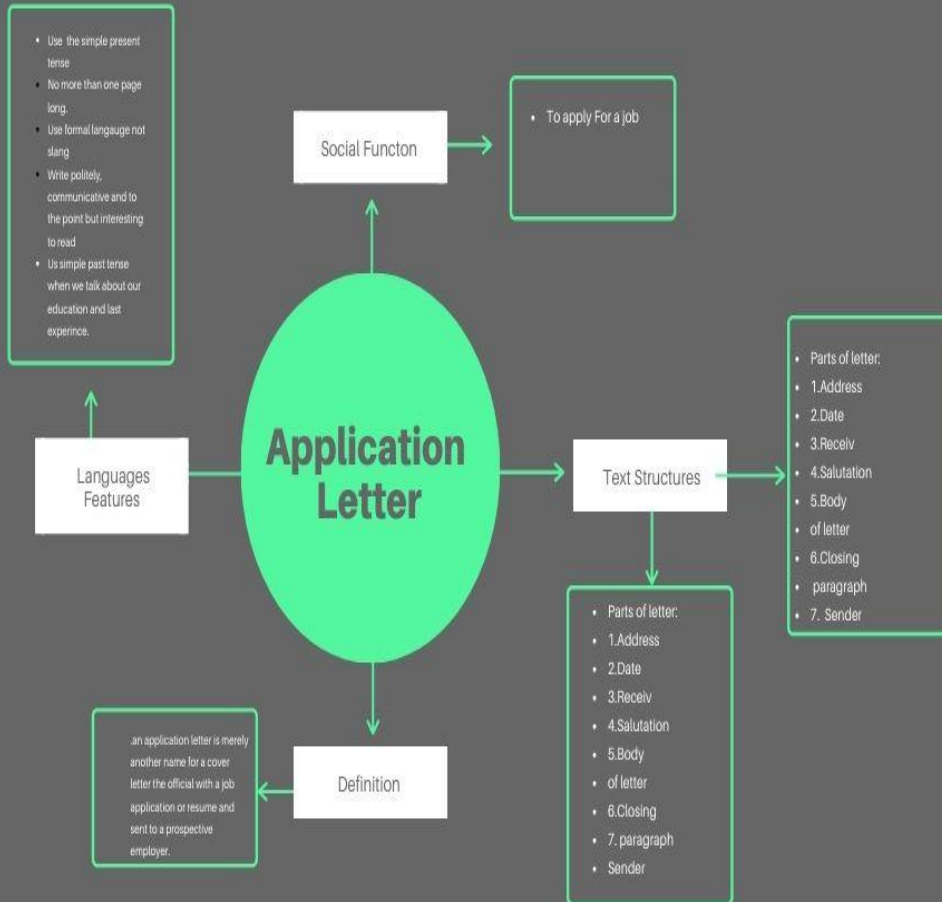 Use the simple present
tense
No more than one page
long.
Use formal langauge not
slang
Write politely,
communicative and to
the point but interesting
to read
Us simple past tense
when we talk about our
education and last
experince.
Social Functon
To apply For a job
Languages
Features
Application
Letter
Text Structures
Parts of letter:
1.Address
2.Date
3.Receiv
4.Salutation
5.Body
of letter
6.Closing
paragraph
7. Sender
Parts of letter:
1.Address
2.Date
3.Receiv
4.Salutation
5.Body
of letter
6.Closing
7. paragraph
Sender
Definition
.an application letter is merely
another name for a cover
letter the official with a job
application or resume and
sent to a prospective
employer.